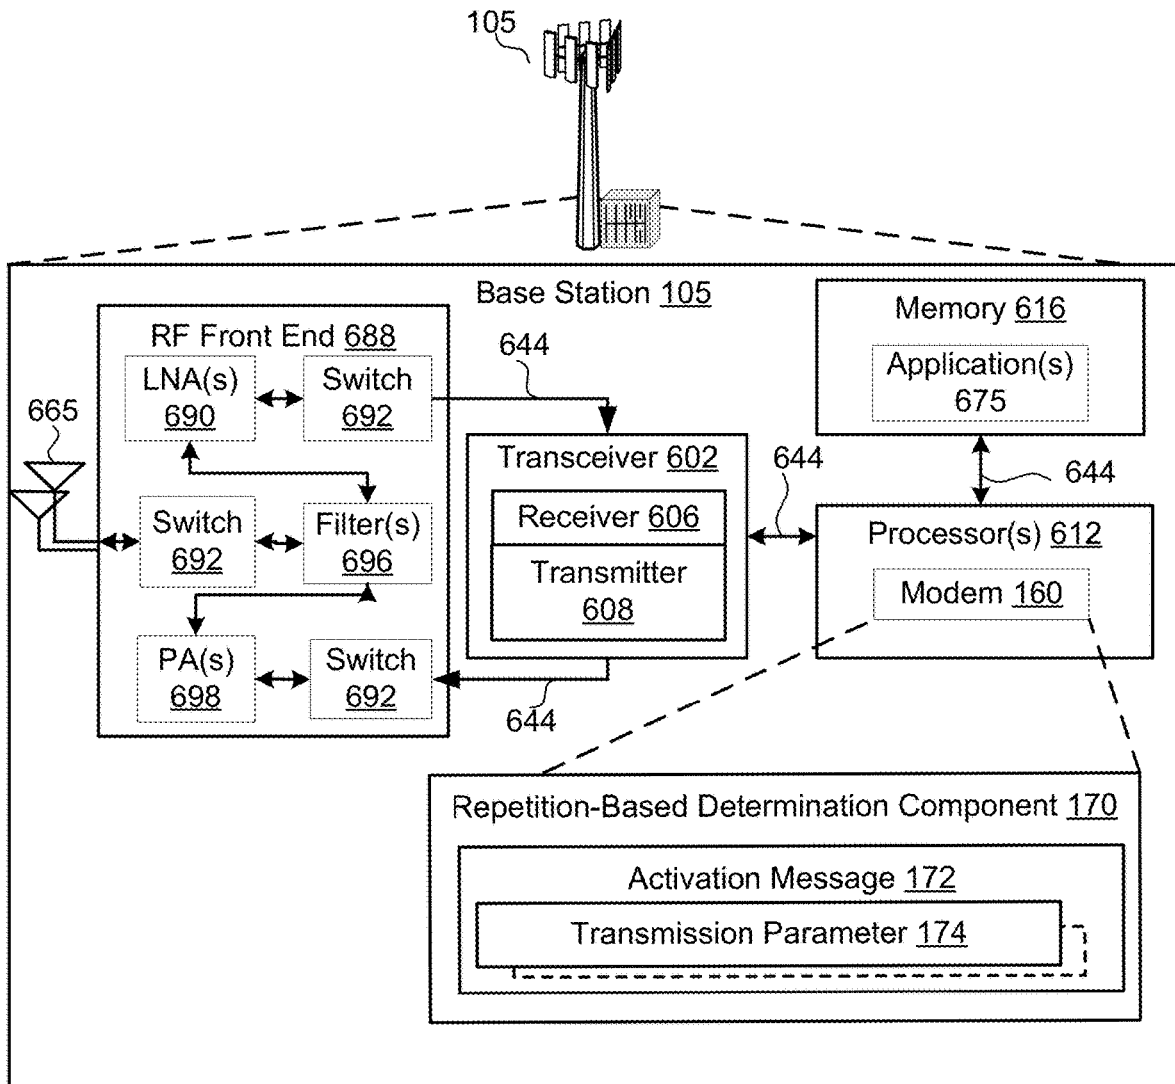 105
Base Station 105
RF Front End 688
LNA(s)
690
Switch
692
644
665
Switch
692
Filter(s)
696
PA(s)
698
Switch
692
644
Transceiver 602
Receiver 606
Transmitter
608
644
Memory 616
Application(s)
675
644
Processor(s) 612
Modem 160
Repetition-Based Determination Component 170
Activation Message 172
Transmission Parameter 174